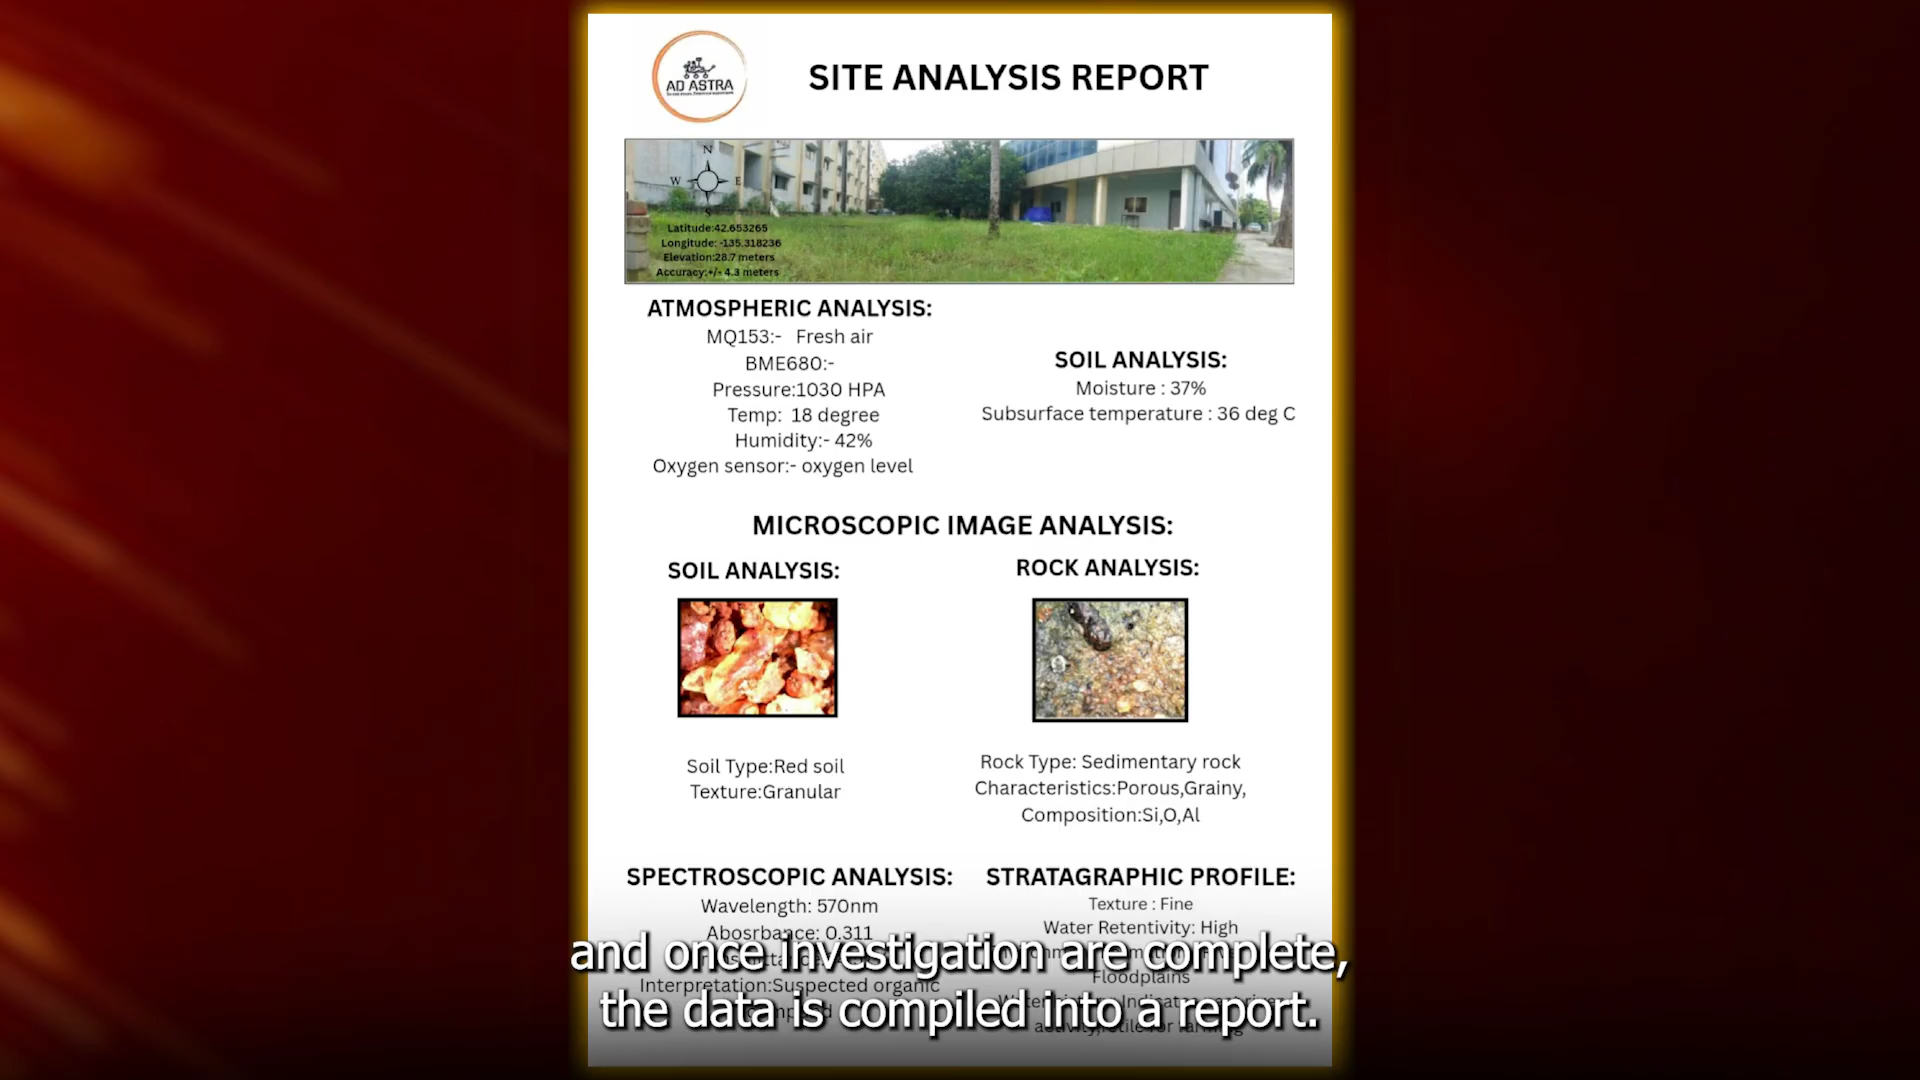 AD ASTRA
SITE ANALYSIS REPORT
N
W E
S
Latitude:42.653265
Longitude: -135.318236
Elevation:28.7 meters
Accuracy:+/- 4.3 meters
ATMOSPHERIC ANALYSIS:
MQ153:- Fresh air
BME680:-
Pressure:1030 HPA
Temp: 18 degree
Humidity:- 42%
Oxygen sensor:- oxygen level
SOIL ANALYSIS:
Moisture : 37%
Subsurface temperature : 36 deg C
MICROSCOPIC IMAGE ANALYSIS:
SOIL ANALYSIS:
Soil Type:Red soil
Texture:Granular
ROCK ANALYSIS:
Rock Type: Sedimentary rock
Characteristics:Porous,Grainy,
Composition:Si,O,Al
SPECTROSCOPIC ANALYSIS:
Wavelength: 570nm
Abosrbance: 0.311
Interpretation:Suspected organic
STRATAGRAPHIC PROFILE:
Texture : Fine
Water Retentivity: High
Floodplains
and once Investigation are complete,
the data is compiled into a report.